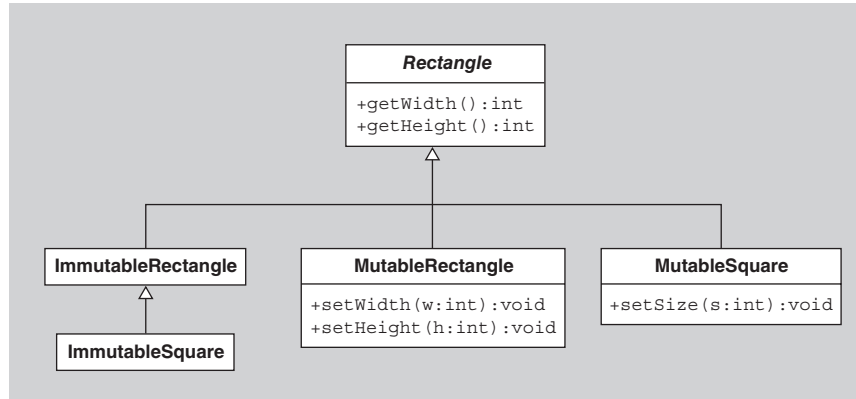 Rectangle
+getWidth():int
+getHeight():int
ImmutableRectangle
MutableRectangle
+setWidth(w:int):void
+setHeight(h:int):void
MutableSquare
+setSize(s:int):void
ImmutableSquare